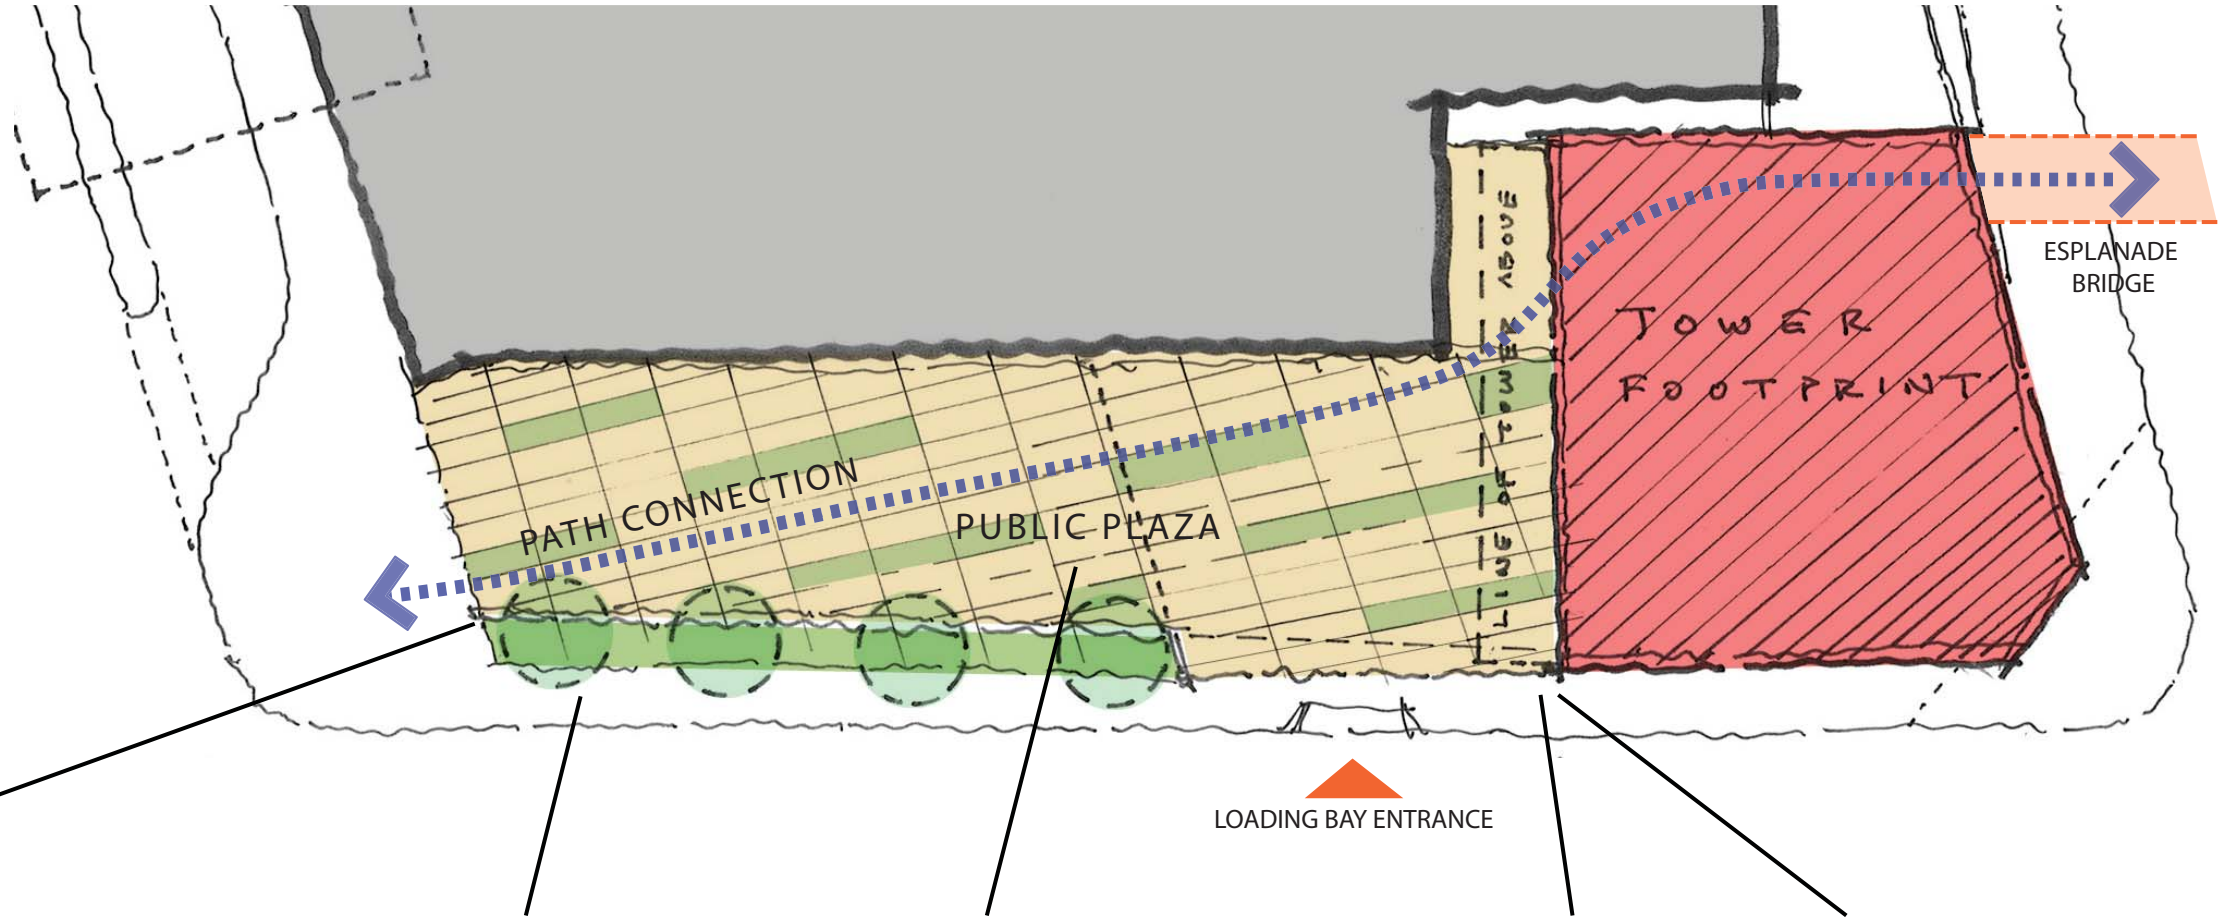 ESPLANADE
BRIDGE
TOWER
FOOTPRINT
LINE OF TOWER ABOVE
PATH CONNECTION
PUBLIC PLAZA
LOADING BAY ENTRANCE